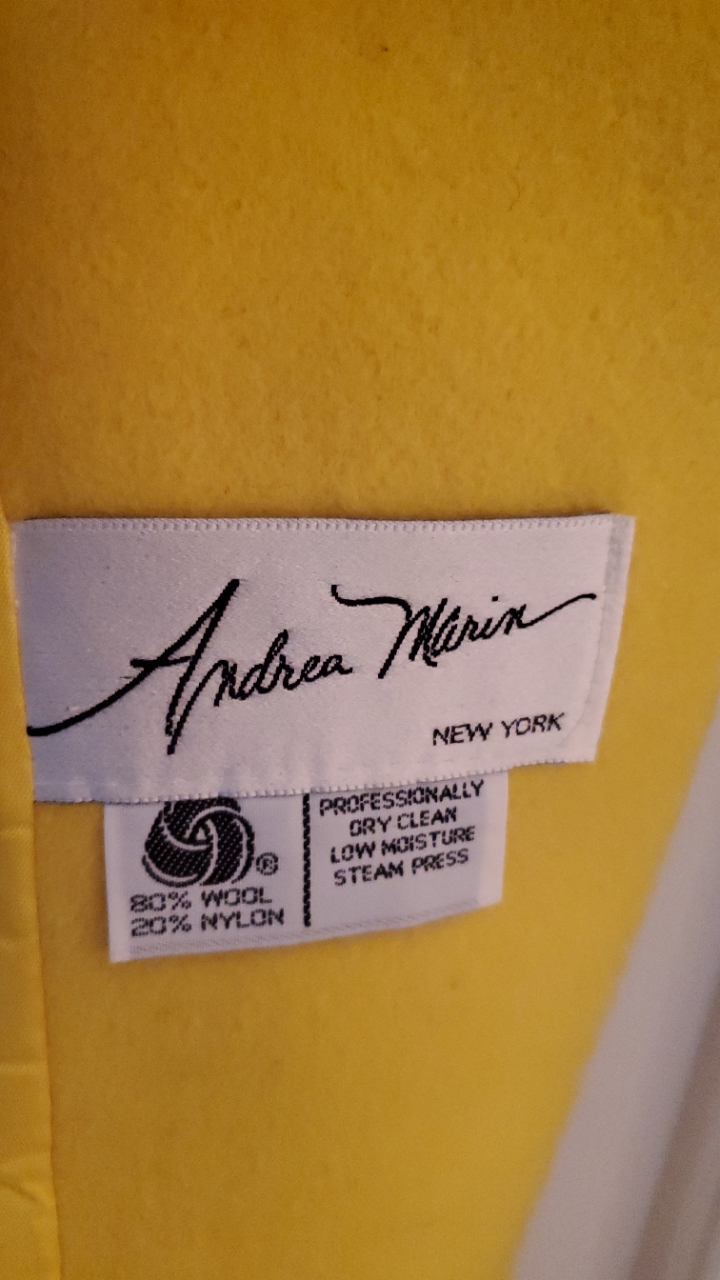 Andrea Marin
NEW YORK
®
80% WOOL
20% NYLON
PROFESSIONALLY
DRY CLEAN
LOW MOISTURE
STEAM PRESS